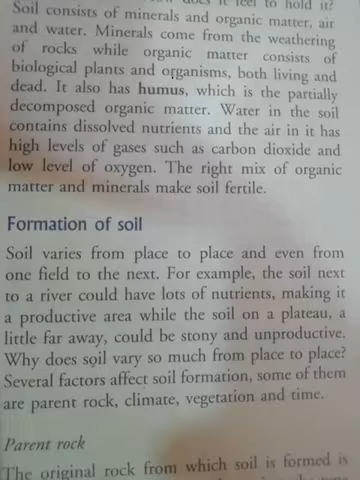 does it feel to hold it?
Soil consists of minerals and organic matter, air
and water. Minerals come from the weathering
of rocks while organic matter consists of
biological plants and organisms, both living and
dead. It also has humus, which is the partially
decomposed organic matter. Water in the soil
contains dissolved nutrients and the air in it has
high levels of gases such as carbon dioxide and
low level of oxygen. The right mix of organic
matter and minerals make soil fertile.
Formation of soil
Soil varies from place to place and even from
one field to the next. For example, the soil next
to a river could have lots of nutrients, making it
a productive area while the soil on a plateau, a
little far away, could be stony and unproductive.
Why does soil vary so much from place to place?
Several factors affect soil formation, some of them
are parent rock, climate, vegetation and time.
Parent rock
The original rock from which soil is formed is